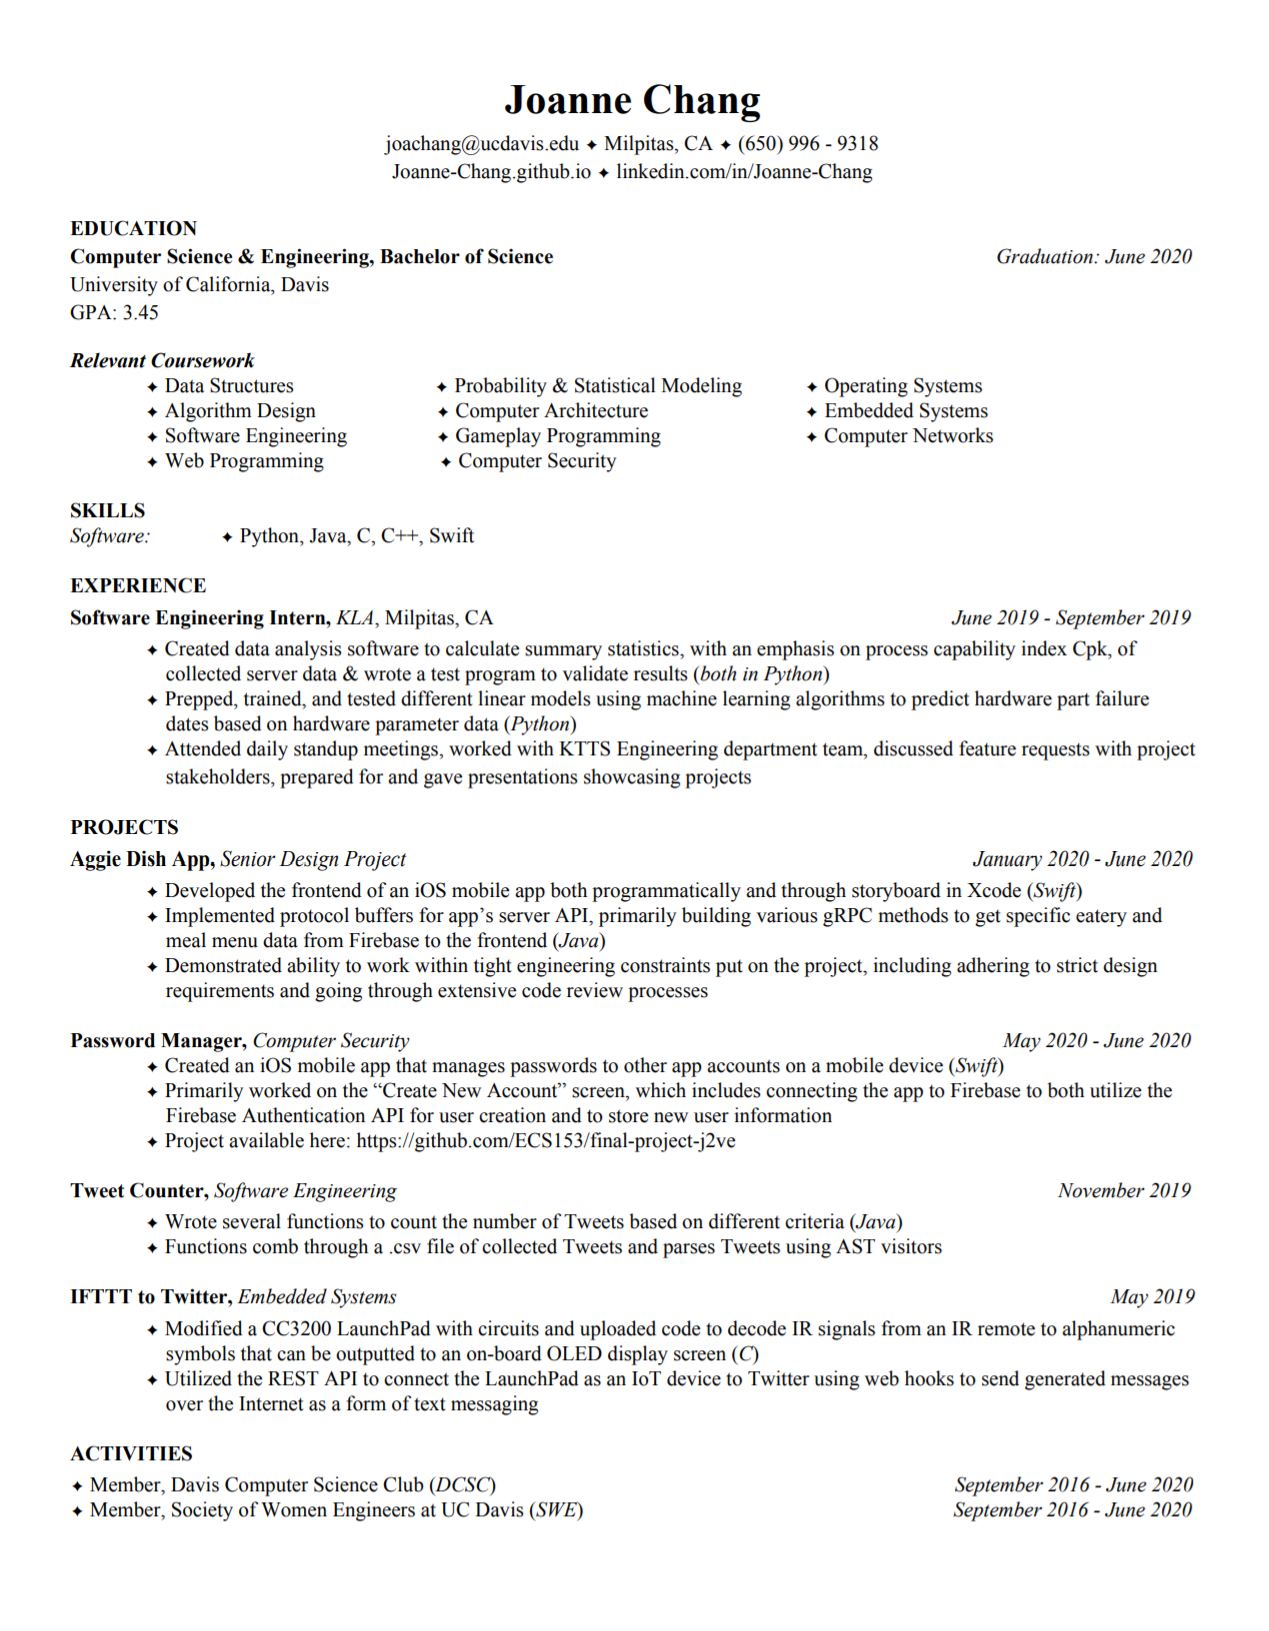 Joanne Chang
joachang@ucdavis.edu ✦ Milpitas, CA ✦ (650) 996 - 9318
Joanne-Chang.github.io ✦ linkedin.com/in/Joanne-Chang
EDUCATION
Computer Science & Engineering, Bachelor of Science Graduation: June 2020
University of California, Davis
GPA: 3.45
Relevant Coursework
✦ Data Structures ✦ Probability & Statistical Modeling ✦ Operating Systems
✦ Algorithm Design ✦ Computer Architecture ✦ Embedded Systems
✦ Software Engineering ✦ Gameplay Programming ✦ Computer Networks
✦ Web Programming ✦ Computer Security
SKILLS
Software: ✦ Python, Java, C, C++, Swift
EXPERIENCE
Software Engineering Intern, KLA, Milpitas, CA June 2019 - September 2019
✦ Created data analysis software to calculate summary statistics, with an emphasis on process capability index Cpk, of
collected server data & wrote a test program to validate results (both in Python)
✦ Prepped, trained, and tested different linear models using machine learning algorithms to predict hardware part failure
dates based on hardware parameter data (Python)
✦ Attended daily standup meetings, worked with KTTS Engineering department team, discussed feature requests with project
stakeholders, prepared for and gave presentations showcasing projects
PROJECTS
Aggie Dish App, Senior Design Project January 2020 - June 2020
✦ Developed the frontend of an iOS mobile app both programmatically and through storyboard in Xcode (Swift)
✦ Implemented protocol buffers for app’s server API, primarily building various gRPC methods to get specific eatery and
meal menu data from Firebase to the frontend (Java)
✦ Demonstrated ability to work within tight engineering constraints put on the project, including adhering to strict design
requirements and going through extensive code review processes
Password Manager, Computer Security May 2020 - June 2020
✦ Created an iOS mobile app that manages passwords to other app accounts on a mobile device (Swift)
✦ Primarily worked on the “Create New Account” screen, which includes connecting the app to Firebase to both utilize the
Firebase Authentication API for user creation and to store new user information
✦ Project available here: https://github.com/ECS153/final-project-j2ve
Tweet Counter, Software Engineering November 2019
✦ Wrote several functions to count the number of Tweets based on different criteria (Java)
✦ Functions comb through a .csv file of collected Tweets and parses Tweets using AST visitors
IFTTT to Twitter, Embedded Systems May 2019
✦ Modified a CC3200 LaunchPad with circuits and uploaded code to decode IR signals from an IR remote to alphanumeric
symbols that can be outputted to an on-board OLED display screen (C)
✦ Utilized the REST API to connect the LaunchPad as an IoT device to Twitter using web hooks to send generated messages
over the Internet as a form of text messaging
ACTIVITIES
✦ Member, Davis Computer Science Club (DCSC) September 2016 - June 2020
✦ Member, Society of Women Engineers at UC Davis (SWE) September 2016 - June 2020